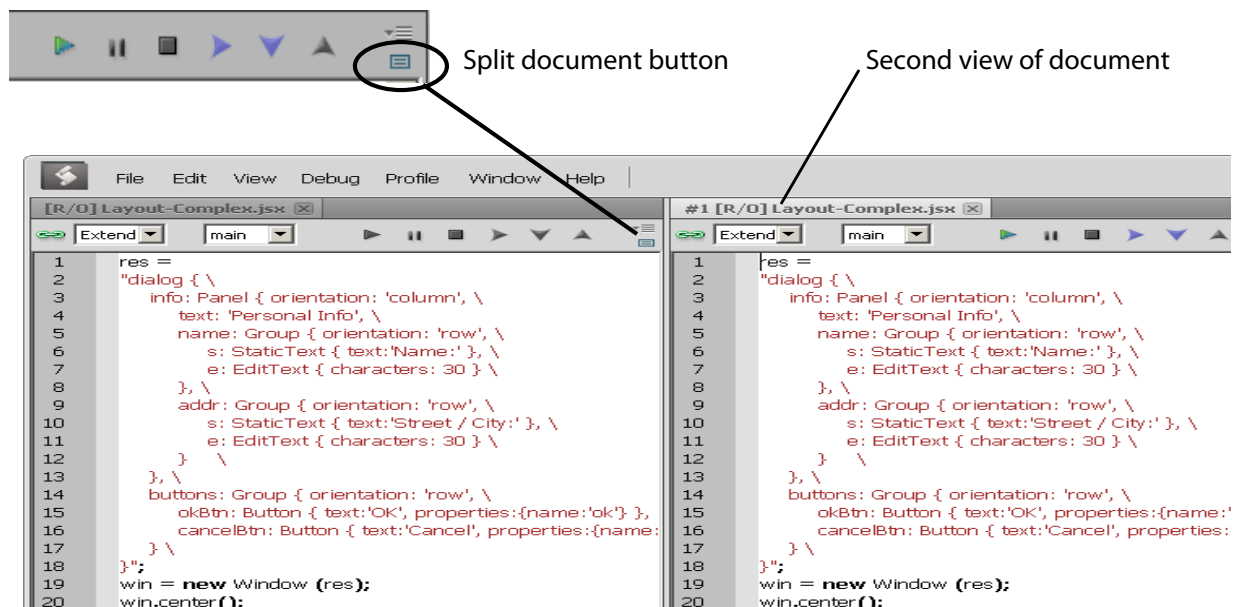 Split document button
Second view of document
File Edit View Debug Profile Window Help
[R/O] Layout-Complex.jsx
#1 [R/O] Layout-Complex.jsx
Extend main
Extend main
1 res =
2 "dialog { \
3 info: Panel { orientation: 'column', \
4 text: 'Personal Info', \
5 name: Group { orientation: 'row', \
6 s: StaticText { text:'Name:' }, \
7 e: EditText { characters: 30 } \
8 }, \
9 addr: Group { orientation: 'row', \
10 s: StaticText { text:'Street / City:' }, \
11 e: EditText { characters: 30 } \
12 } \
13 }, \
14 buttons: Group { orientation: 'row', \
15 okBtn: Button { text:'OK', properties:{name:'ok'} },
16 cancelBtn: Button { text:'Cancel', properties:{name:
17 } \
18 }";
19 win = new Window (res);
20 win.center();
1 res =
2 "dialog { \
3 info: Panel { orientation: 'column', \
4 text: 'Personal Info', \
5 name: Group { orientation: 'row', \
6 s: StaticText { text:'Name:' }, \
7 e: EditText { characters: 30 } \
8 }, \
9 addr: Group { orientation: 'row', \
10 s: StaticText { text:'Street / City:' }, \
11 e: EditText { characters: 30 } \
12 } \
13 }, \
14 buttons: Group { orientation: 'row', \
15 okBtn: Button { text:'OK', properties:{name:'
16 cancelBtn: Button { text:'Cancel', properties:
17 } \
18 }";
19 win = new Window (res);
20 win.center();